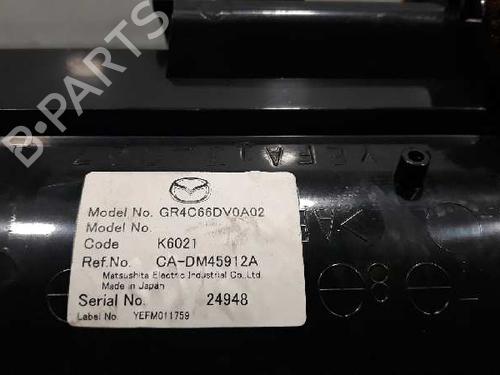 B-PARTS
Model No. GR4C66DV0A02
Model No.
Code K6021
Ref.No. CA-DM45912A
Matsushita Electric Industrial Co.,Ltd.
Made in Japan
Serial No. 24948
Label No. YEFM011759